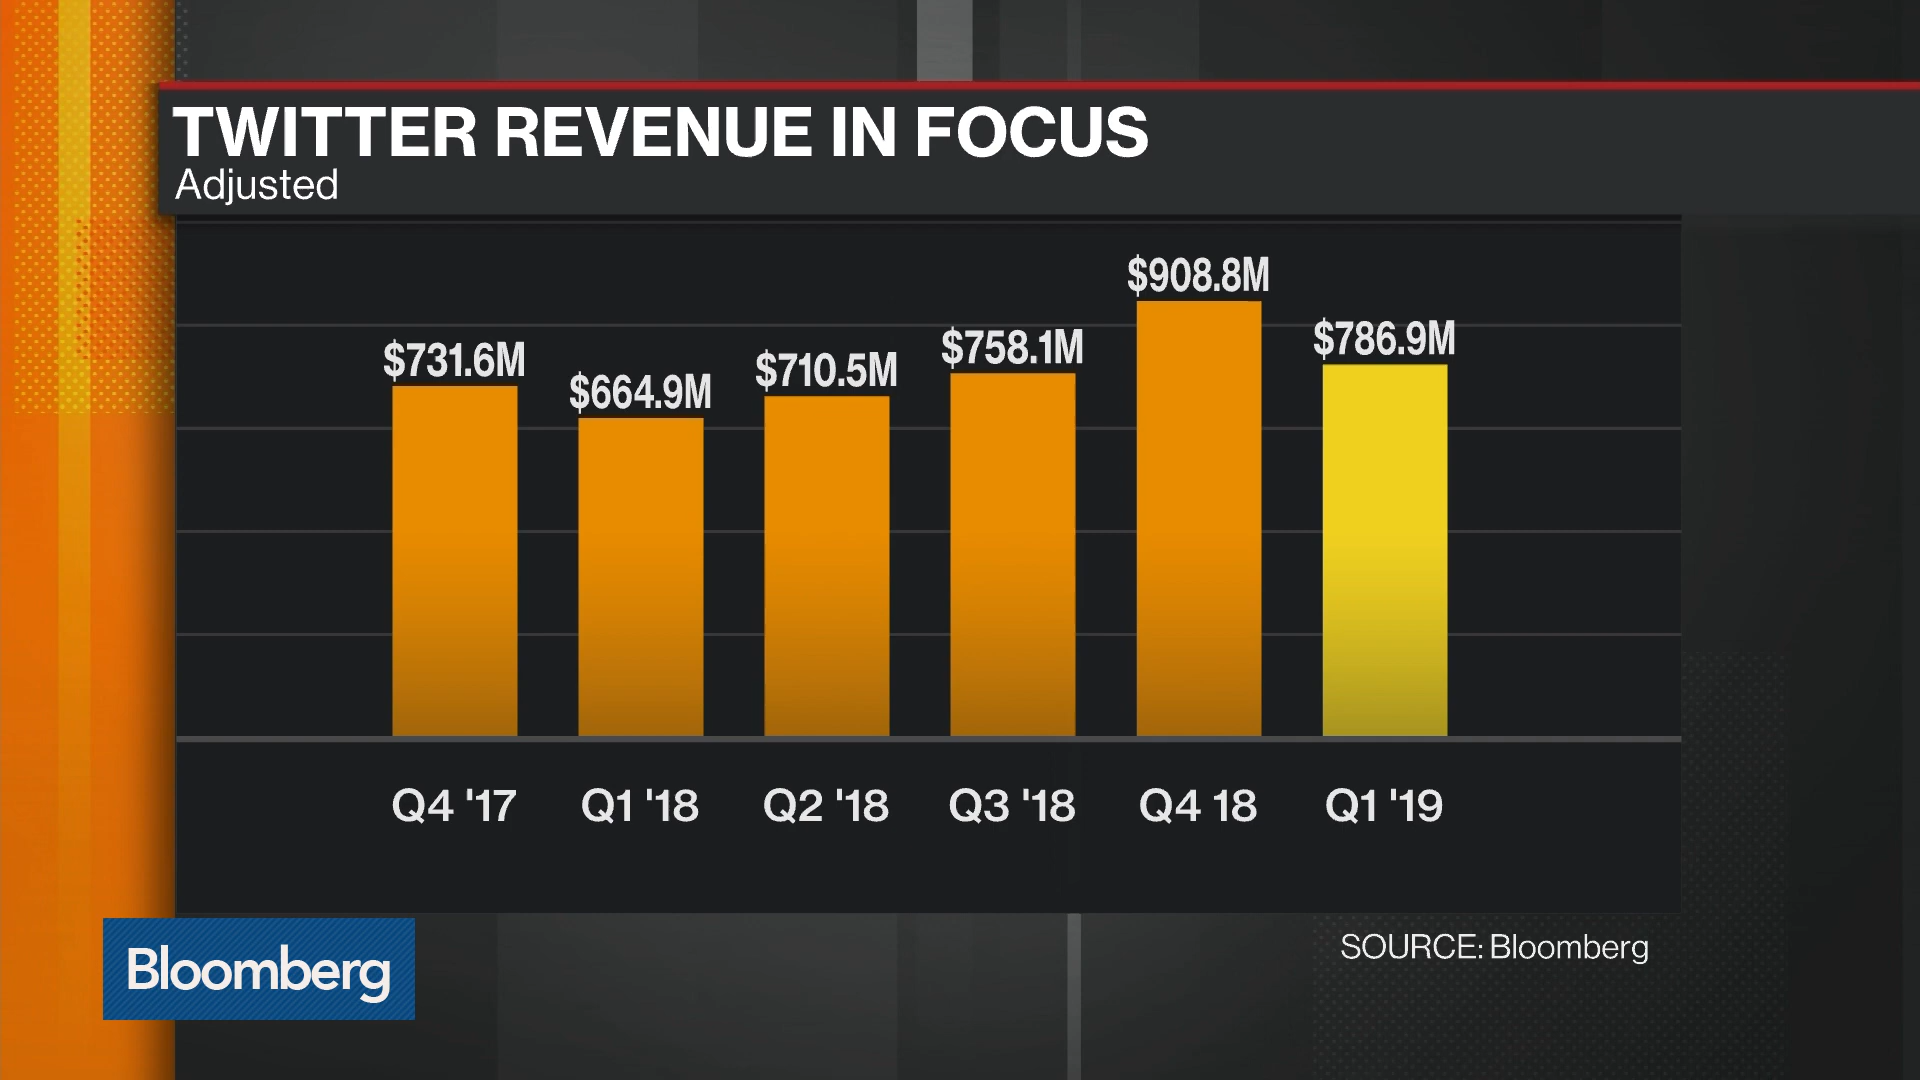 TWITTER REVENUE IN FOCUS
Adjusted
$731.6M
$664.9M
$710.5M
$758.1M
$908.8M
$786.9M
Q4 '17
Q1 '18
Q2 '18
Q3 '18
Q4 18
Q1 '19
Bloomberg
SOURCE: Bloomberg